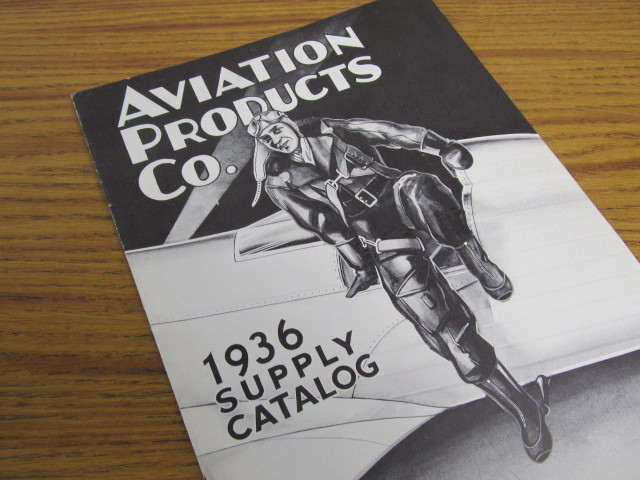 AVIATION
PRODUCTS
CO.
1936
SUPPLY
CATALOG